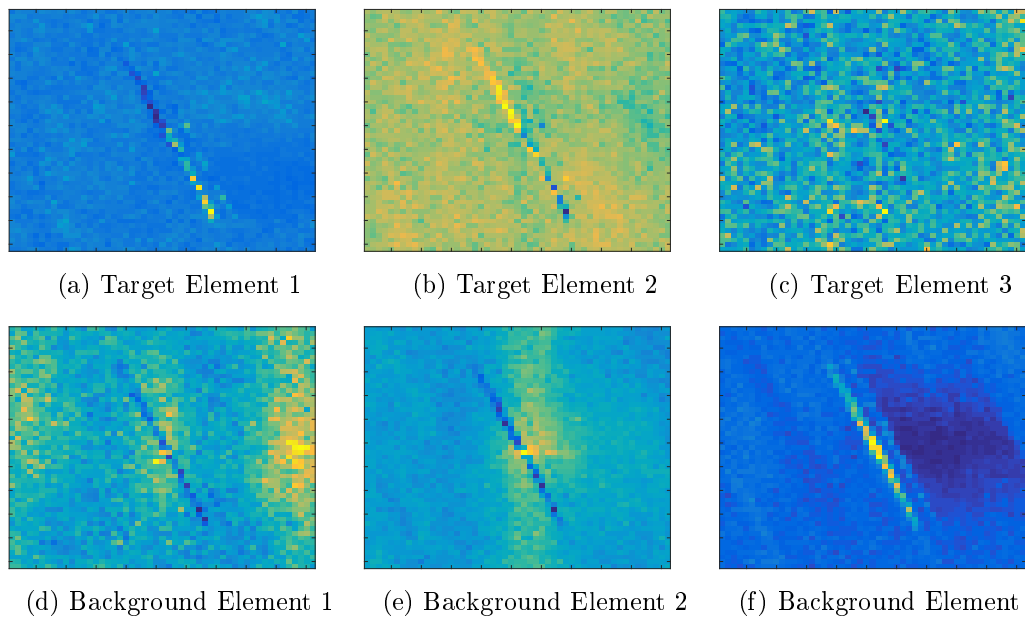 (a) Target Element 1
(b) Target Element 2
(c) Target Element 3
(d) Background Element 1
(e) Background Element 2
(f) Background Element